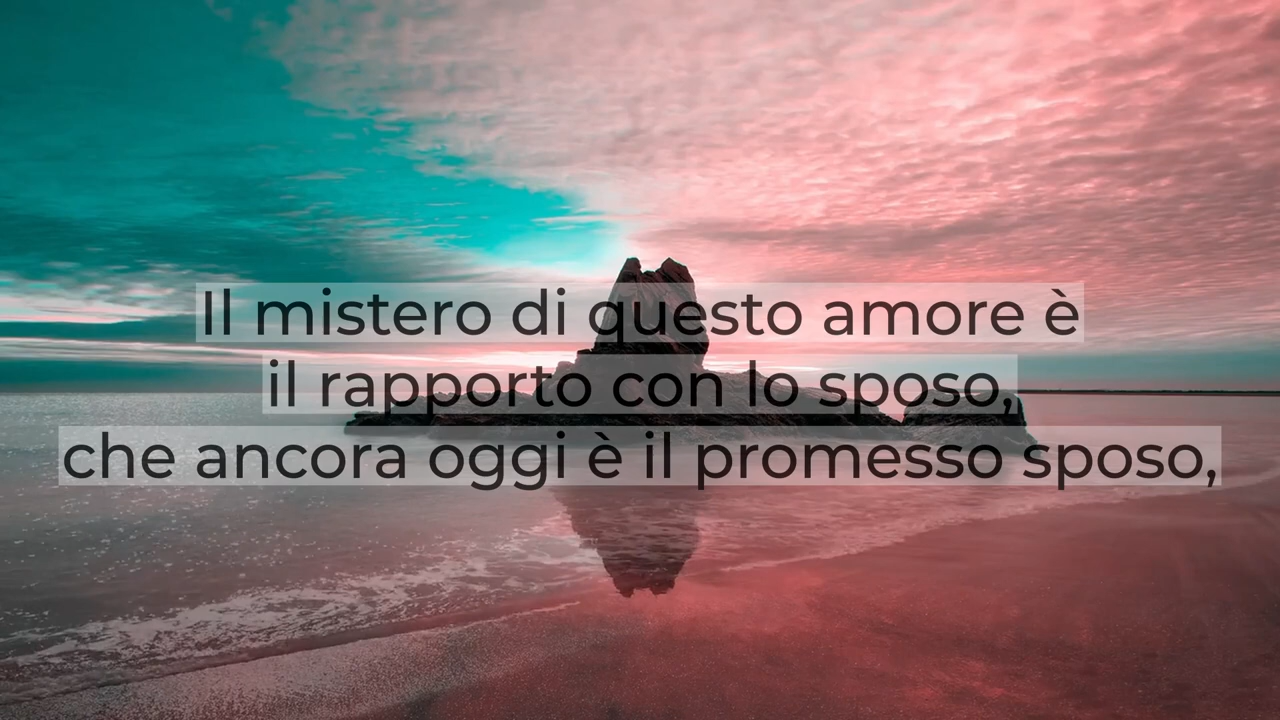 Il mistero di questo amore è
il rapporto con lo sposo,
che ancora oggi è il promesso sposo,